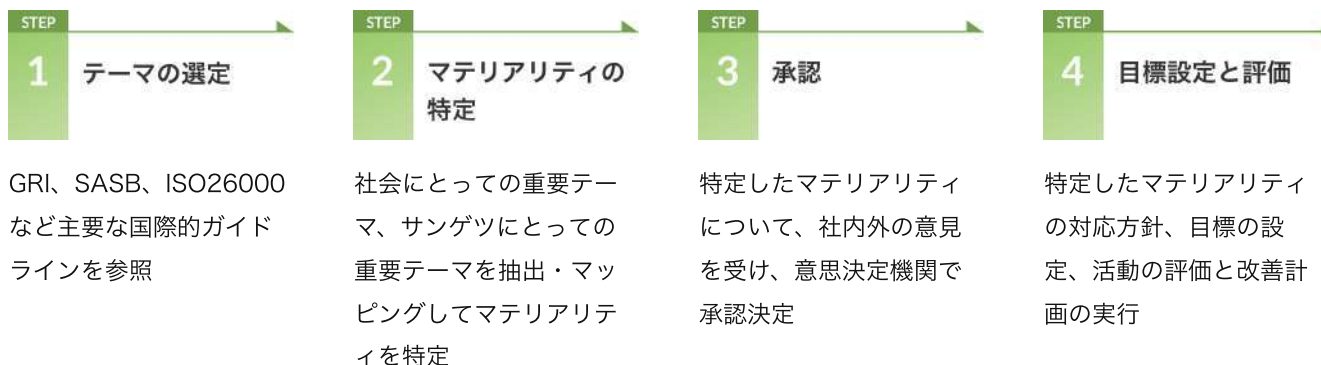 STEP
1
テーマの選定
GRI、SASB、ISO26000
など主要な国際的ガイド
ラインを参照
STEP
2
マテリアリティの
特定
社会にとっての重要テー
マ、サンゲツにとっての
重要テーマを抽出・マッ
ピングしてマテリアリテ
ィを特定
STEP
3
承認
特定したマテリアリティ
について、社内外の意見
を受け、意思決定機関で
承認決定
STEP
4
目標設定と評価
特定したマテリアリティ
の対応方針、目標の設
定、活動の評価と改善計
画の実行